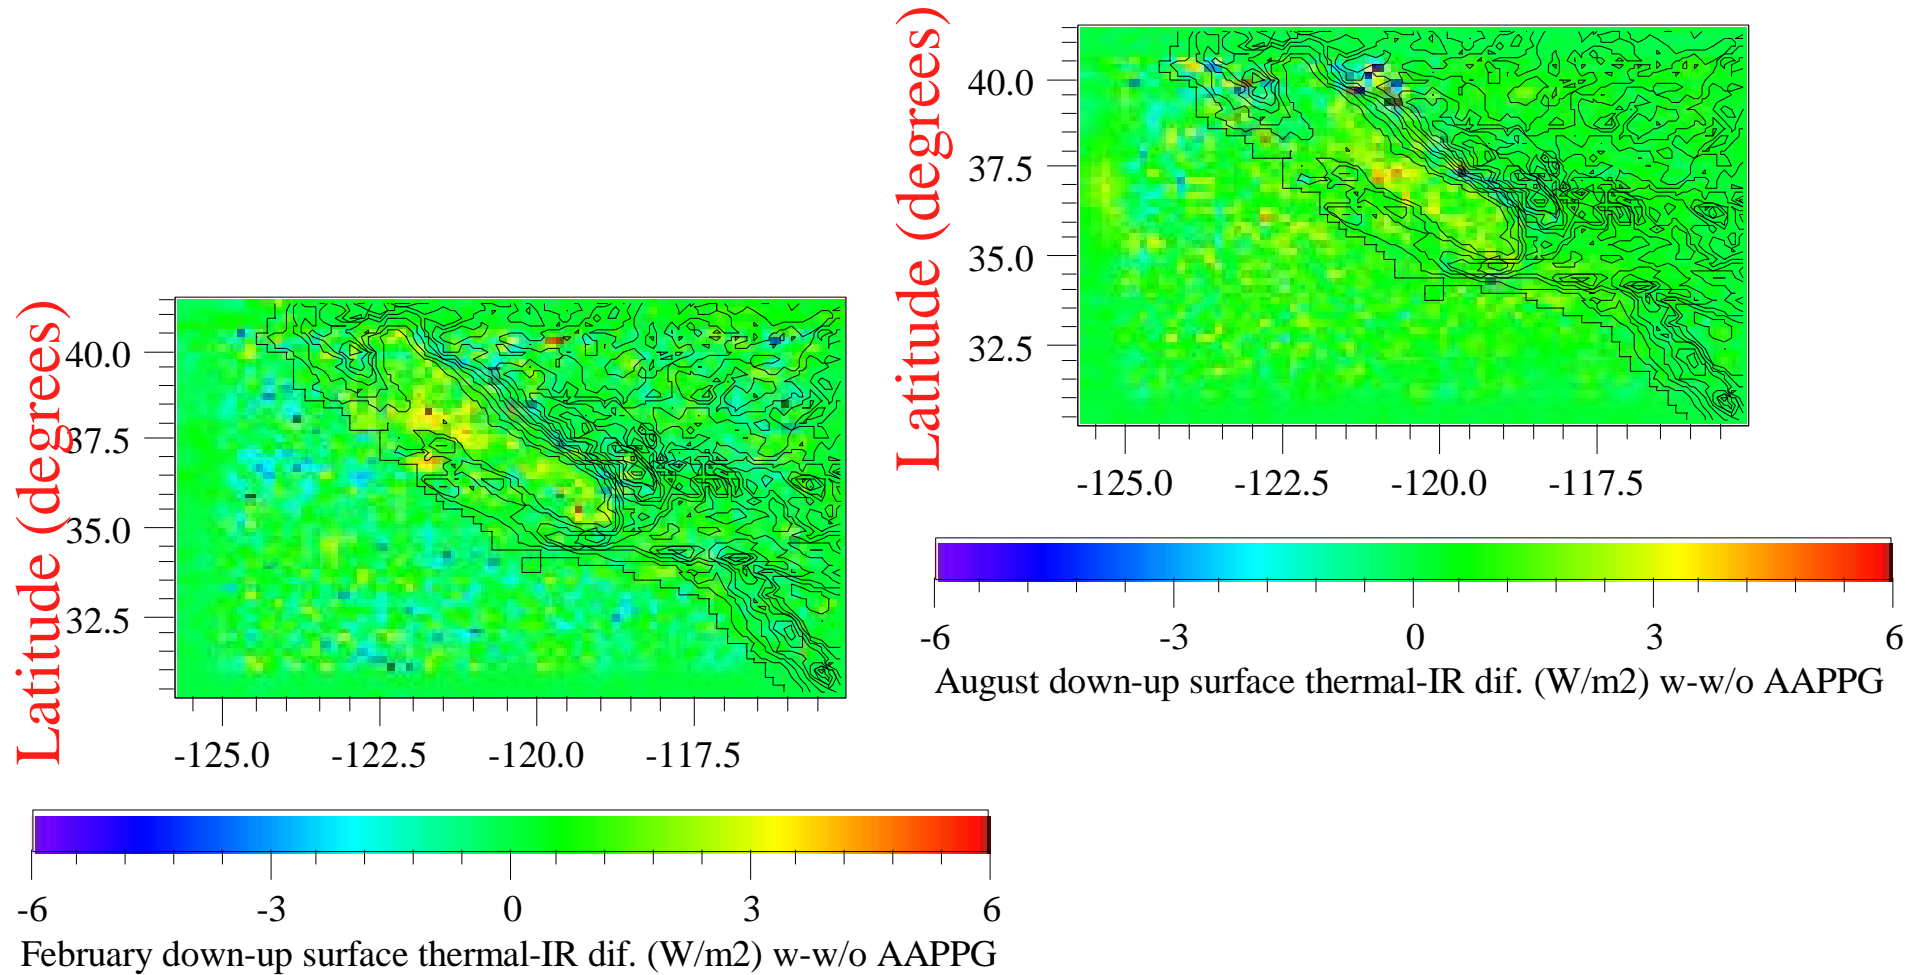 Latitude (degrees)
40.0
37.5
35.0
32.5
-125.0 -122.5 -120.0 -117.5
-6 -3 0 3 6
August down-up surface thermal-IR dif. (W/m2) w-w/o AAPPG
Latitude (degrees)
40.0
37.5
35.0
32.5
-125.0 -122.5 -120.0 -117.5
-6 -3 0 3 6
February down-up surface thermal-IR dif. (W/m2) w-w/o AAPPG